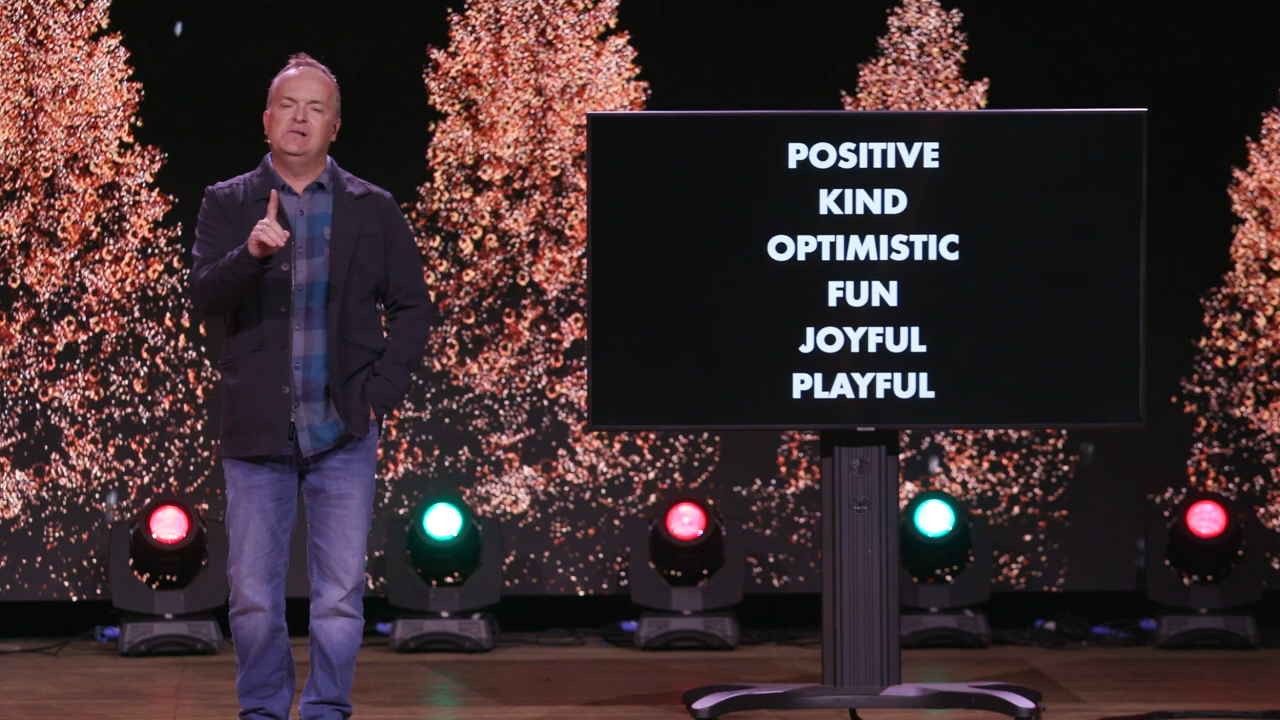 POSITIVE
KIND
OPTIMISTIC
FUN
JOYFUL
PLAYFUL